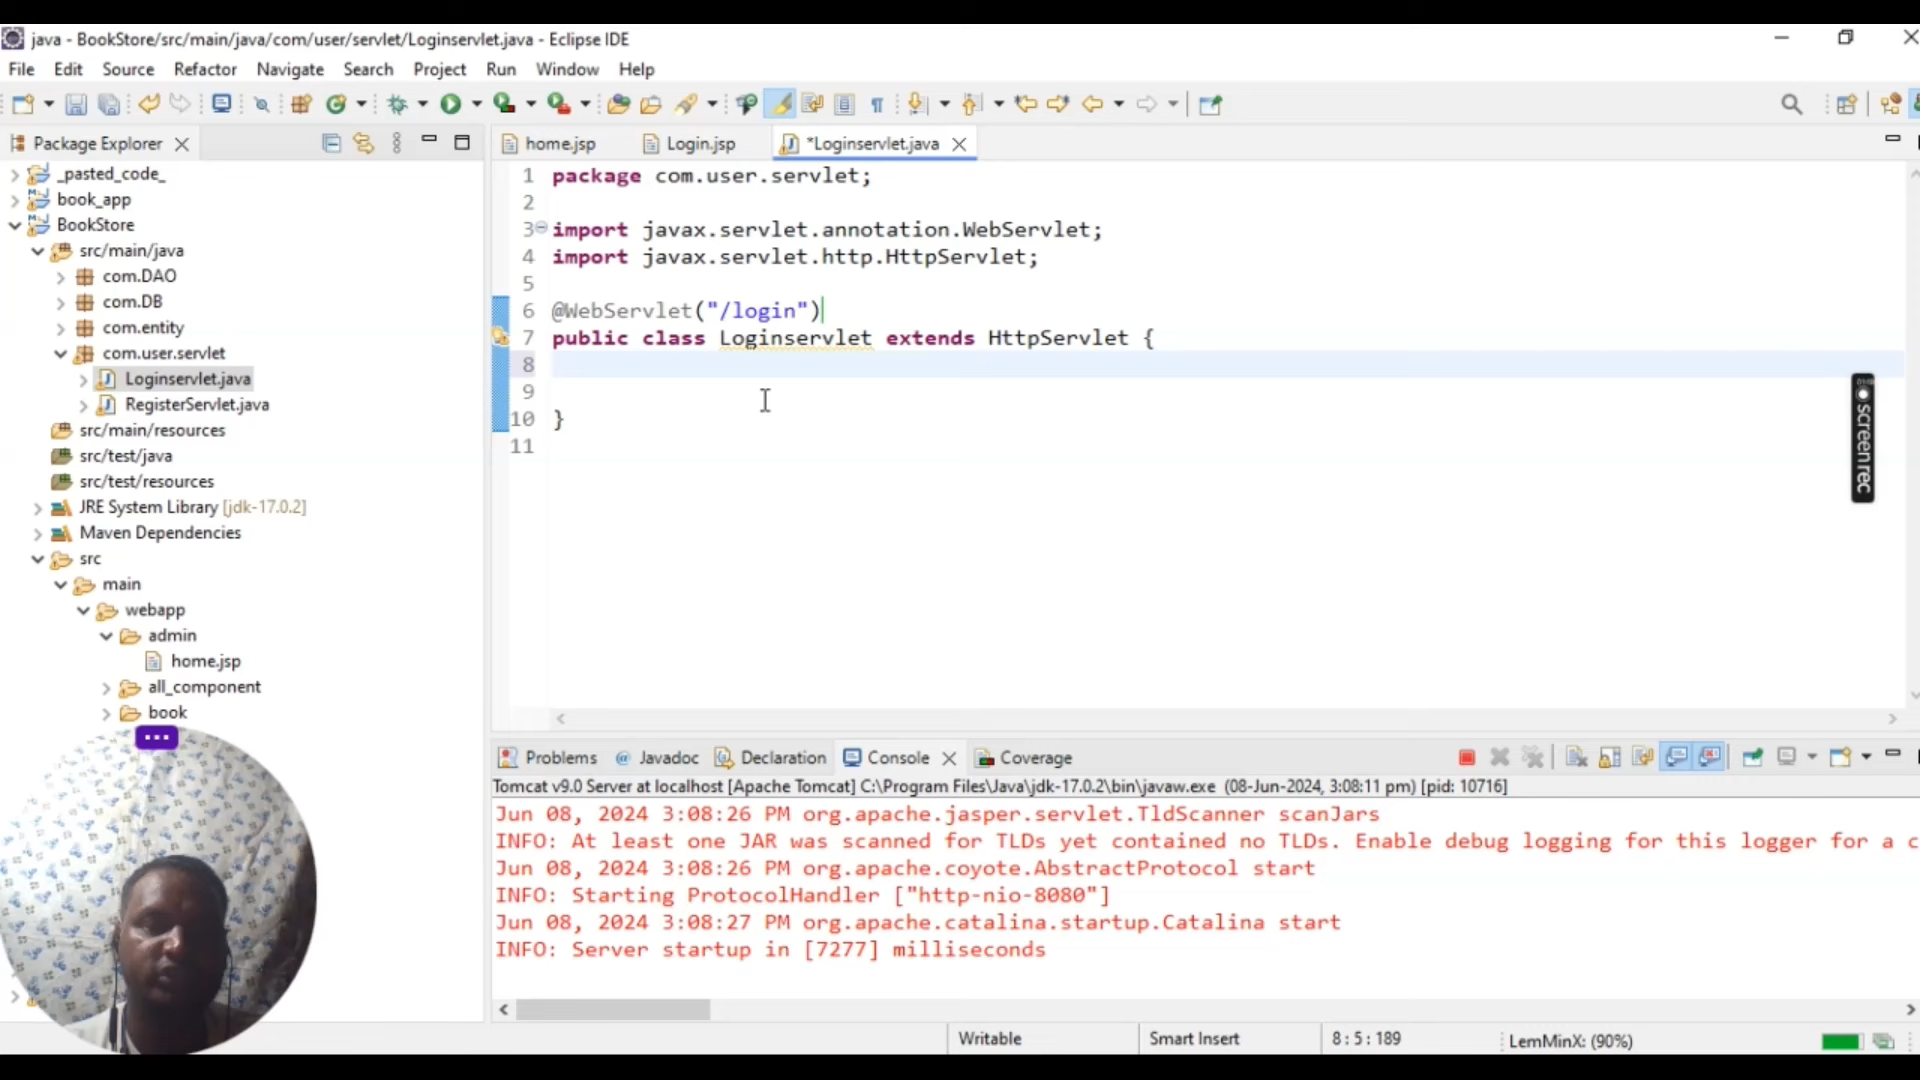 java - BookStore/src/main/java/com/user/servlet/Loginservlet.java - Eclipse IDE
File Edit Source Refactor Navigate Search Project Run Window Help
Package Explorer
home.jsp Login.jsp *Loginservlet.java
_pasted_code_
book_app
BookStore
src/main/java
com.DAO
com.DB
com.entity
com.user.servlet
Loginservlet.java
RegisterServlet.java
src/main/resources
src/test/java
src/test/resources
JRE System Library [jdk-17.0.2]
Maven Dependencies
src
main
webapp
admin
home.jsp
all_component
book
1 package com.user.servlet;
2
3 import javax.servlet.annotation.WebServlet;
4 import javax.servlet.http.HttpServlet;
5
6 @WebServlet("/login")
7 public class Loginservlet extends HttpServlet {
8
9
10 }
11
screenrec
Problems Javadoc Declaration Console Coverage
Tomcat v9.0 Server at localhost [Apache Tomcat] C:\Program Files\Java\jdk-17.0.2\bin\javaw.exe (08-Jun-2024, 3:08:11 pm) [pid: 10716]
Jun 08, 2024 3:08:26 PM org.apache.jasper.servlet.TldScanner scanJars
INFO: At least one JAR was scanned for TLDs yet contained no TLDs. Enable debug logging for this logger for a c
Jun 08, 2024 3:08:26 PM org.apache.coyote.AbstractProtocol start
INFO: Starting ProtocolHandler ["http-nio-8080"]
Jun 08, 2024 3:08:27 PM org.apache.catalina.startup.Catalina start
INFO: Server startup in [7277] milliseconds
Writable Smart Insert 8 : 5 : 189 LemMinX: (90%)